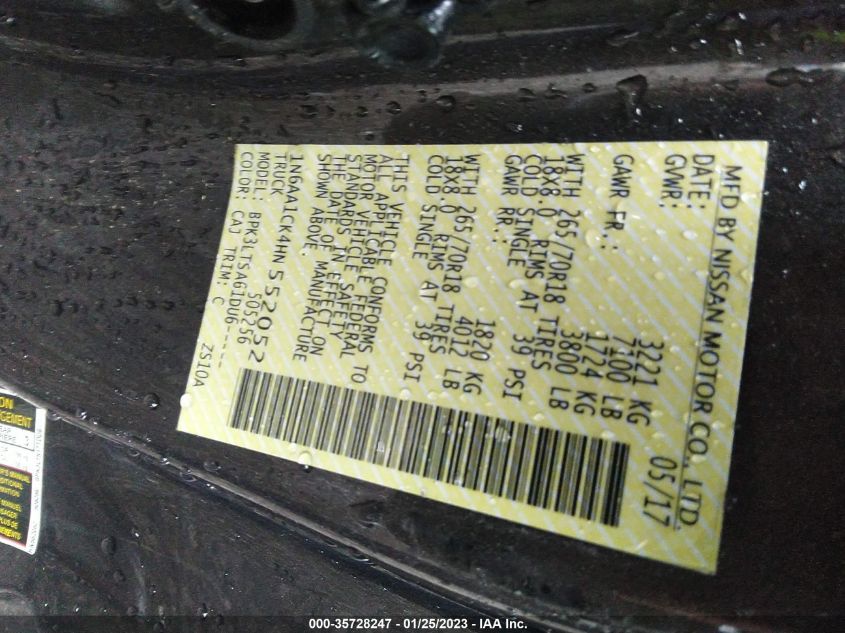 MFD BY NISSAN MOTOR CO., LTD.
DATE: 05/17
GVWR: 3221 KG
7100 LB
GAWR FR.: 1724 KG
3800 LB
WITH 265/70R18 TIRES
18X8.0 RIMS AT 39 PSI
COLD SINGLE
GAWR RR.: 1820 KG
4012 LB
WITH 265/70R18 TIRES
18X8.0 RIMS AT 39 PSI
COLD SINGLE
THIS VEHICLE CONFORMS TO
ALL APPLICABLE FEDERAL
MOTOR VEHICLE SAFETY
STANDARDS IN EFFECT ON
THE DATE OF MANUFACTURE
SHOWN ABOVE.
1N6AA1CK4HN552052
TRUCK 505236
MODEL: BPK3LTSA61DU6-----
COLOR: CAJ TRIM: C ZS10A
000-35728247 - 01/25/2023 - IAA Inc.